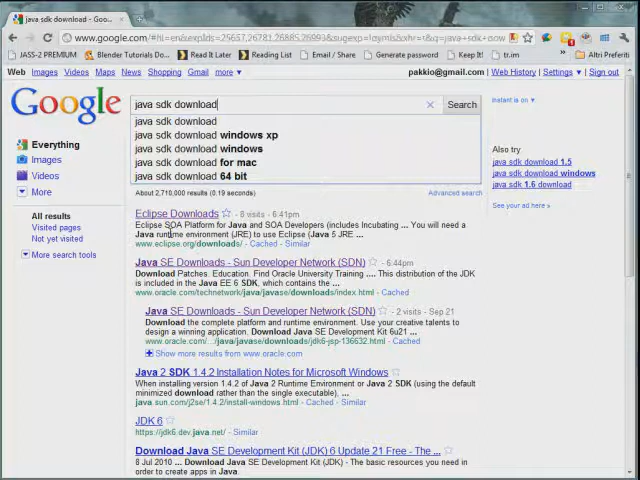 java sdk download - Go...
www.google.com/#hl=en&expIds=25657,26781,26885,26993&sugexp=
JASS-2 PREMIUM Blender Tutorials Do... Read It Later Reading List Email / Share Generate password Keep It! tr.im Altri Preferiti
Web Images Videos Maps News Shopping Gmail more ▾ pakkio@gmail.com | Web History | Settings ▾ | Sign out
Google
java sdk download
Search
Instant is on ▾
java sdk download
java sdk download windows xp
java sdk download windows
java sdk download for mac
java sdk download 64 bit
About 2,710,000 results (0.19 seconds)
Advanced search
Everything
Images
Videos
More
All results
Visited pages
Not yet visited
More search tools
Eclipse Downloads - 8 visits - 6:41pm
Eclipse SOA Platform for Java and SOA Developers (includes Incubating ... You will need a
Java runtime environment (JRE) to use Eclipse (Java 5 JRE ...
www.eclipse.org/downloads/ - Cached - Similar
Java SE Downloads - Sun Developer Network (SDN) - 6:44pm
Download Patches. Education. Find Oracle University Training .... This distribution of the JDK
is included in the Java EE 6 SDK, which contains the ...
www.oracle.com/technetwork/java/javase/downloads/index.html - Cached
Java SE Downloads - Sun Developer Network (SDN) - 2 visits - Sep 21
Download the complete platform and runtime environment. Use your creative talents to
design a winning application. Download Java SE Development Kit 6u21 ...
www.oracle.com/.../java/javase/downloads/jdk6-jsp-136632.html - Cached
Show more results from www.oracle.com
Java 2 SDK 1.4.2 Installation Notes for Microsoft Windows
When installing version 1.4.2 of Java 2 Runtime Environment or Java 2 SDK (using the default
minimized download rather than the single executable), ...
java.sun.com/j2se/1.4.2/install-windows.html - Cached - Similar
JDK 6
https://jdk6.dev.java.net/ - Similar
Download Java SE Development Kit (JDK) 6 Update 21 Free - The ...
8 Jul 2010 ... Download Java SE Development Kit (JDK) - The basic resources you need in
order to create Java programs
Also try
java sdk download 1.5
java sdk download windows
java sdk 1.6 download
See your ad here »